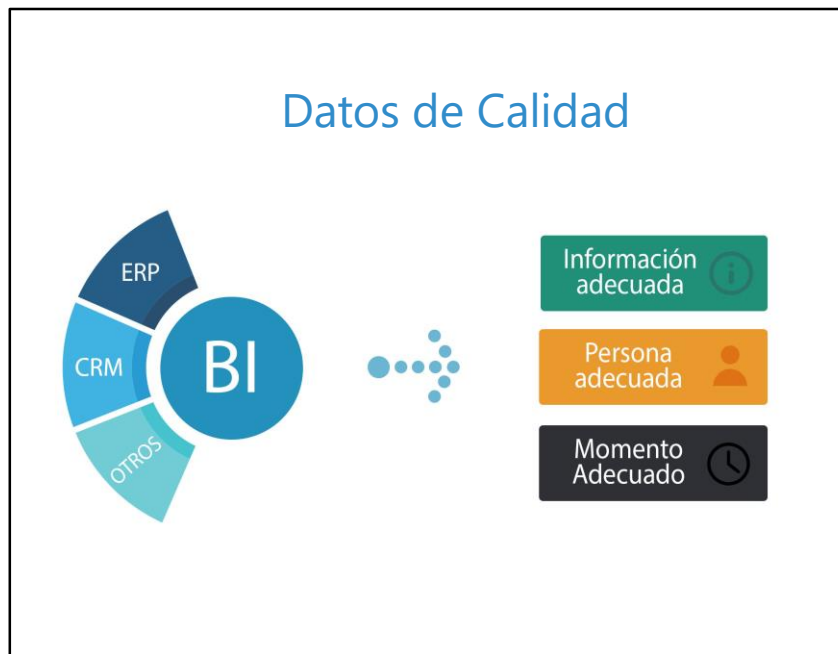 Datos de Calidad
ERP
CRM
OTROS
BI
Información
adecuada
Persona
adecuada
Momento
Adecuado